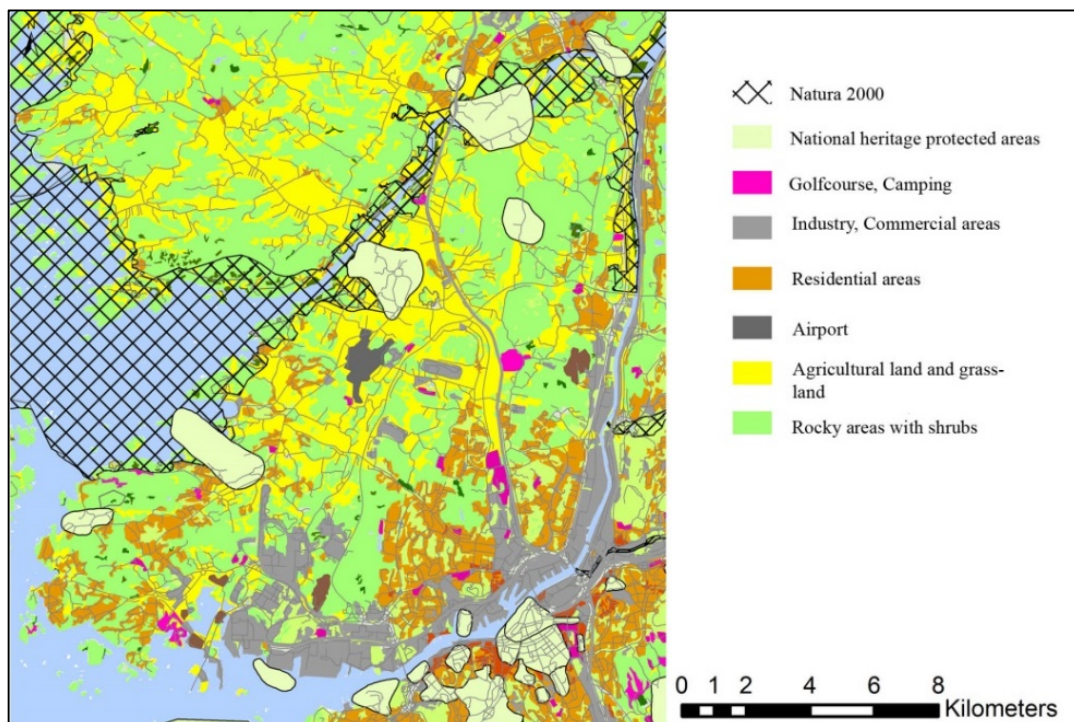 Natura 2000
National heritage protected areas
Golfcourse, Camping
Industry, Commercial areas
Residential areas
Airport
Agricultural land and grass-
land
Rocky areas with shrubs
0 1 2 4 6 8
Kilometers